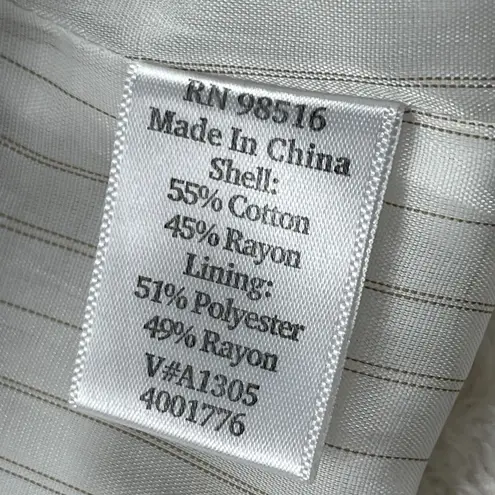 RN 98516
Made In China
Shell:
55% Cotton
45% Rayon
Lining:
51% Polyester
49% Rayon
V#A1305
4001776